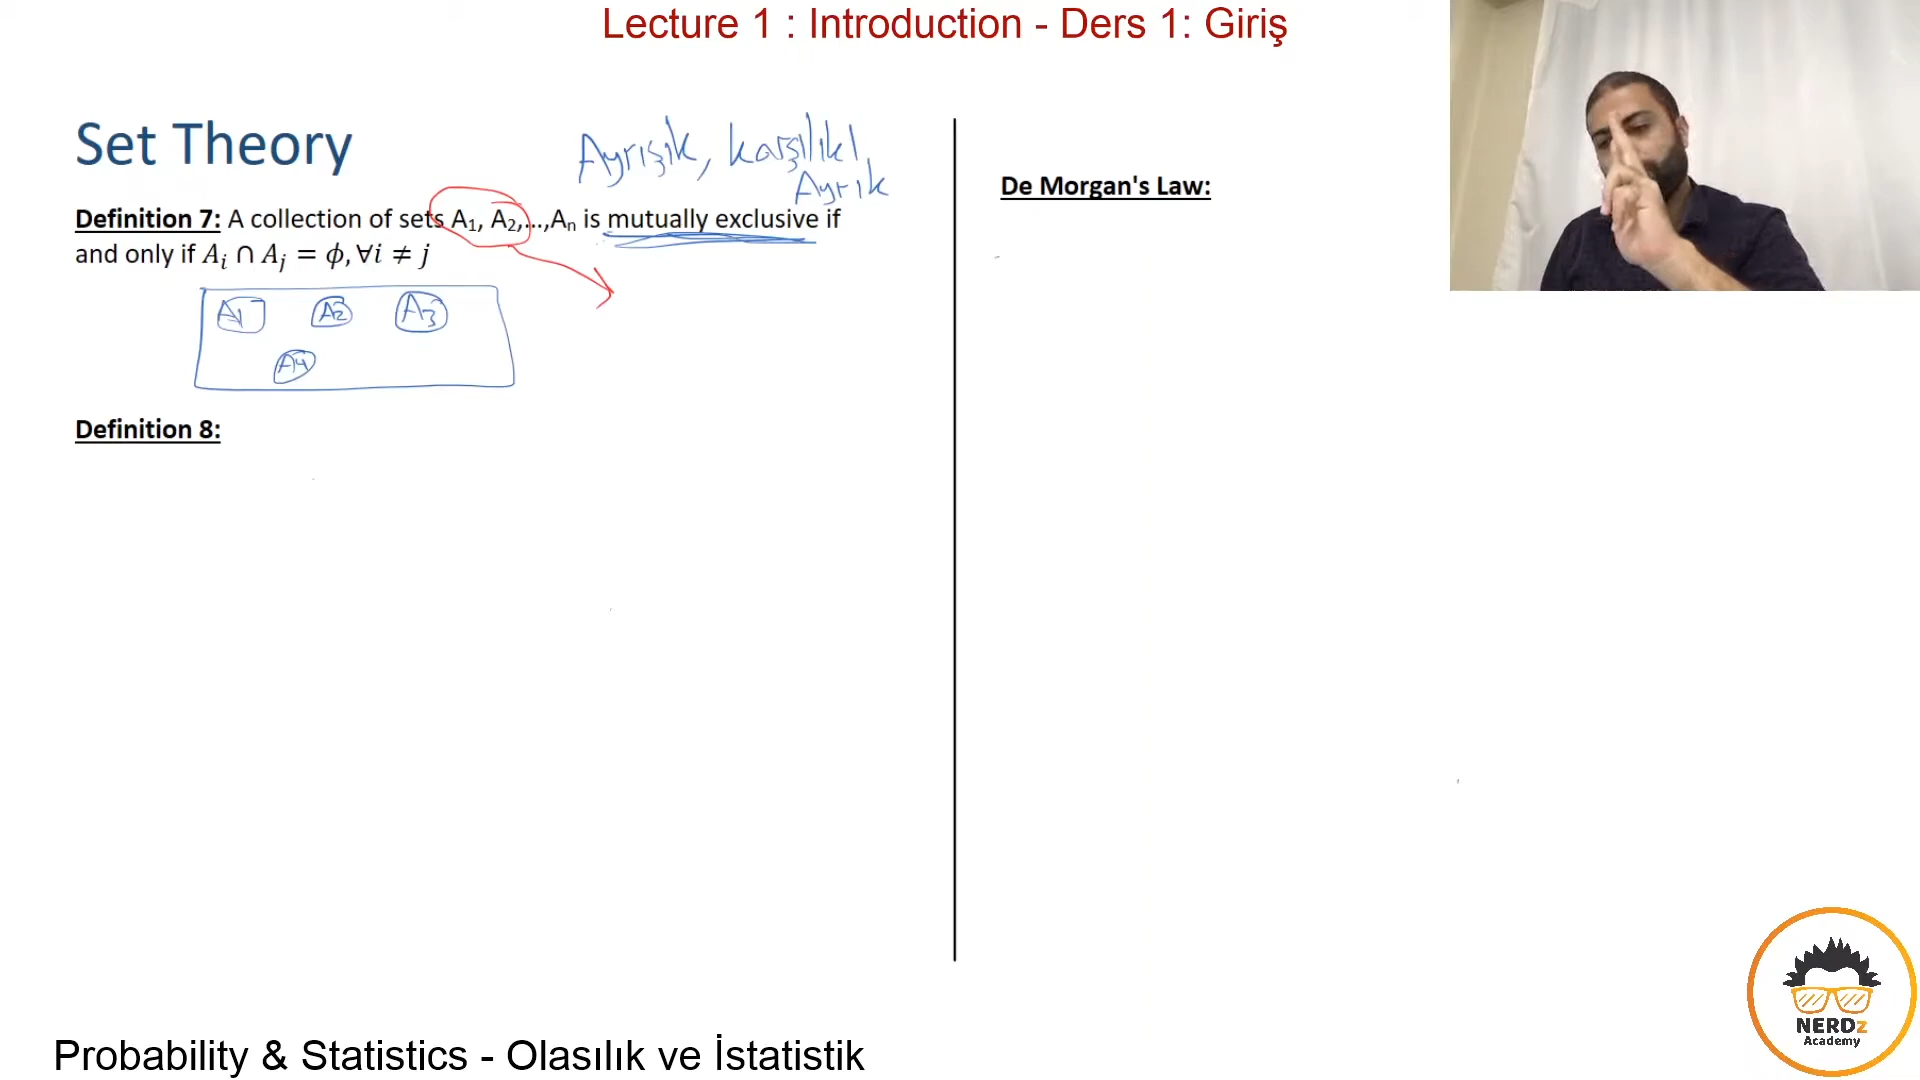 Lecture 1 : Introduction - Ders 1: Giriş
Set Theory
Ayrışık, karşılıklı
Ayrık
Definition 7: A collection of sets A₁, A₂,...,Aₙ is mutually exclusive if
and only if Aᵢ ∩ Aⱼ = ϕ, ∀i ≠ j
A1 A2 A3
A4
Definition 8:
De Morgan's Law:
NERDz
Academy
Probability & Statistics - Olasılık ve İstatistik